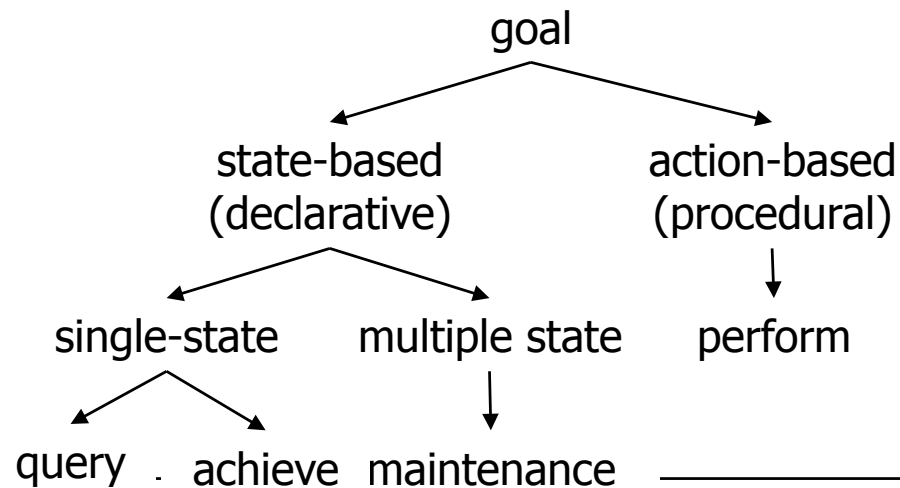 goal
state-based action-based
(declarative) (procedural)
single-state multiple state perform
query achieve maintenance